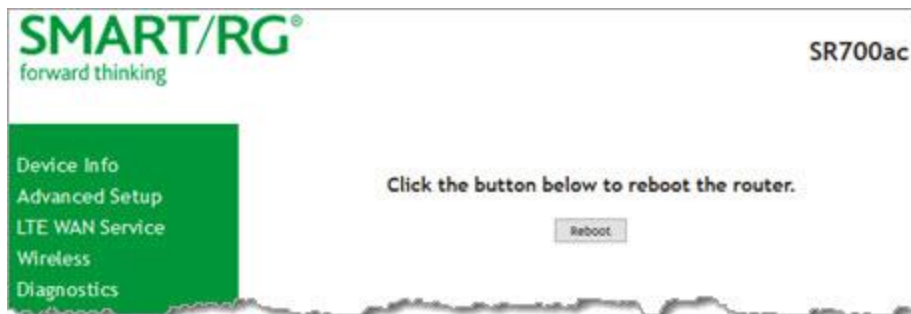 SMART/RG®
forward thinking
SR700ac
Device Info
Advanced Setup
LTE WAN Service
Wireless
Diagnostics
Click the button below to reboot the router.
Reboot